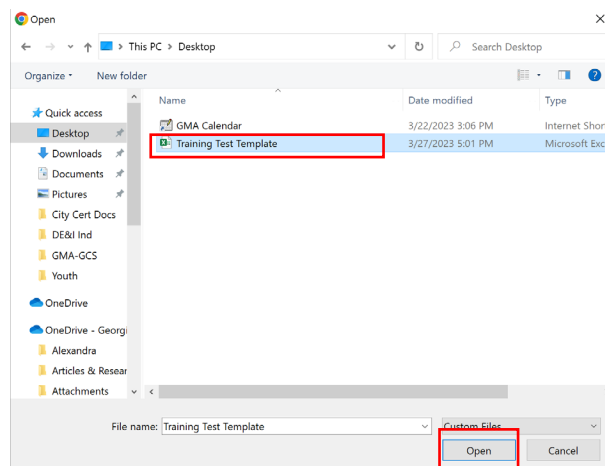 Open
This PC > Desktop
Search Desktop
Organize
New folder
?
Name
Date modified
Type
Quick access
Desktop
Downloads
Documents
Pictures
City Cert Docs
DE&I Ind
GMA-GCS
Youth
OneDrive
OneDrive - Georgi
Alexandra
Articles & Resear
Attachments
GMA Calendar
3/22/2023 3:06 PM
Internet Shor
Training Test Template
3/27/2023 5:01 PM
Microsoft Exc
File name: Training Test Template
Custom Files
Open
Cancel